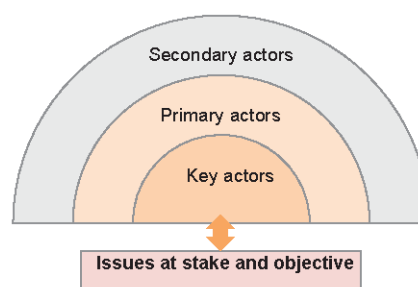 Secondary actors
Primary actors
Key actors
Issues at stake and objective